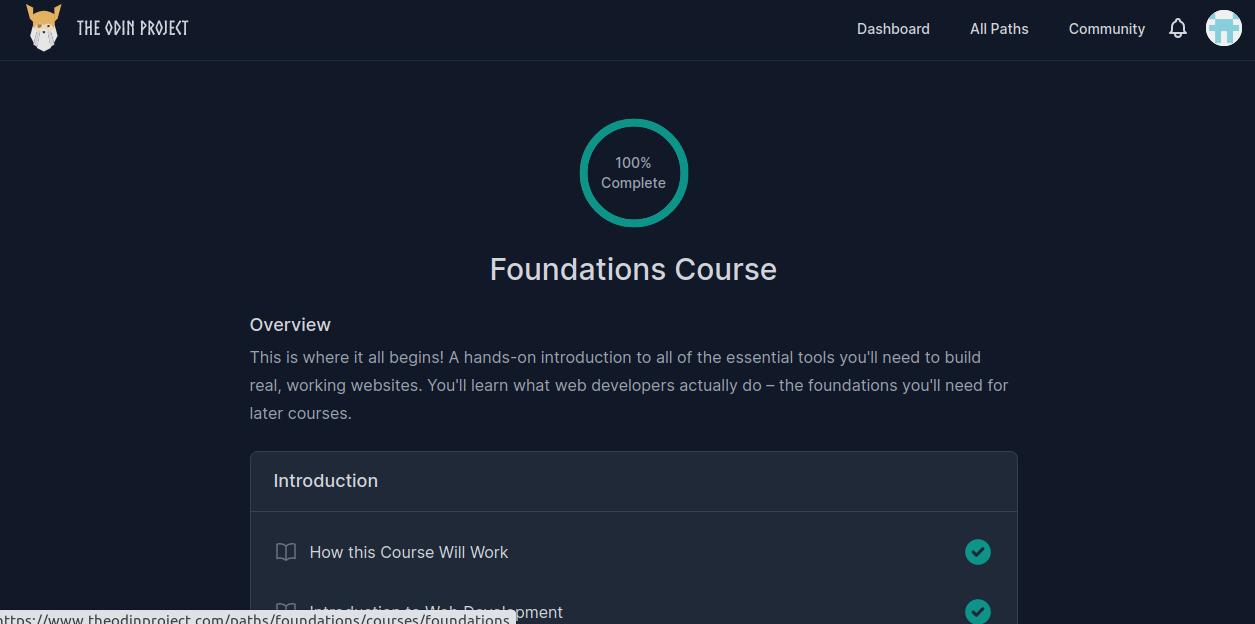 THE ODIN PROJECT
Dashboard
All Paths
Community
100%
Complete
Foundations Course
Overview
This is where it all begins! A hands-on introduction to all of the essential tools you'll need to build
real, working websites. You'll learn what web developers actually do – the foundations you'll need for
later courses.
Introduction
How this Course Will Work
Introduction to Web Development
https://www.theodinproject.com/paths/foundations/courses/foundations